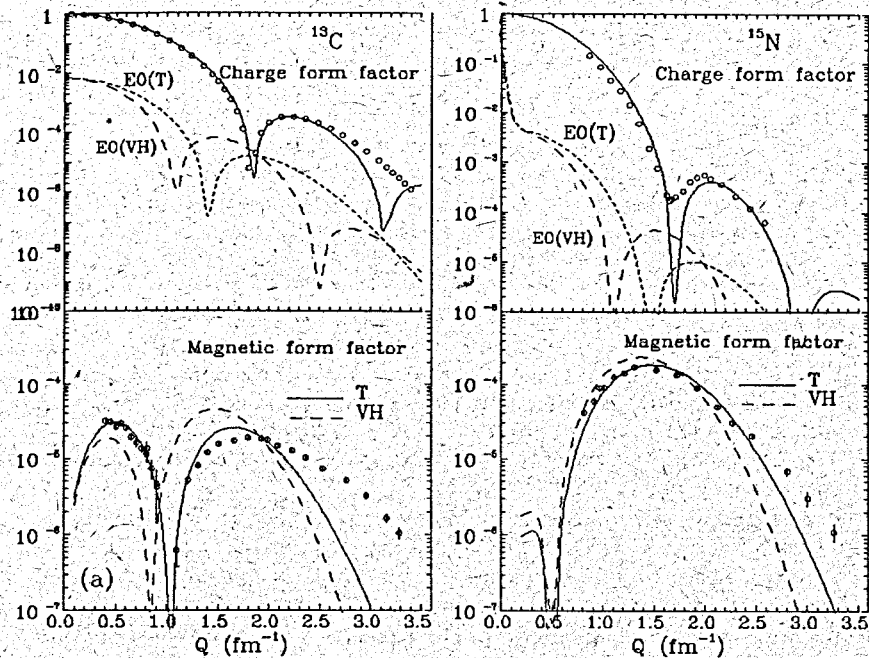 ¹³C
Charge form factor
E0(T)
E0(VH)
1
10⁻²
10⁻⁴
10⁻⁶
10⁻⁸
¹⁵N
Charge form factor
E0(T)
E0(VH)
1
10⁻¹
10⁻²
10⁻³
10⁻⁴
10⁻⁵
10⁻⁶
Magnetic form factor
T
VH
10⁻⁴
10⁻⁵
10⁻⁶
10⁻⁷
(a)
0.0 0.5 1.0 1.5 2.0 2.5 3.0 3.5
Q (fm⁻¹)
Magnetic form factor
T
VH
10⁻⁴
10⁻⁵
10⁻⁷
0.0 0.5 1.0 1.5 2.0 2.5 3.0 3.5
Q (fm⁻¹)